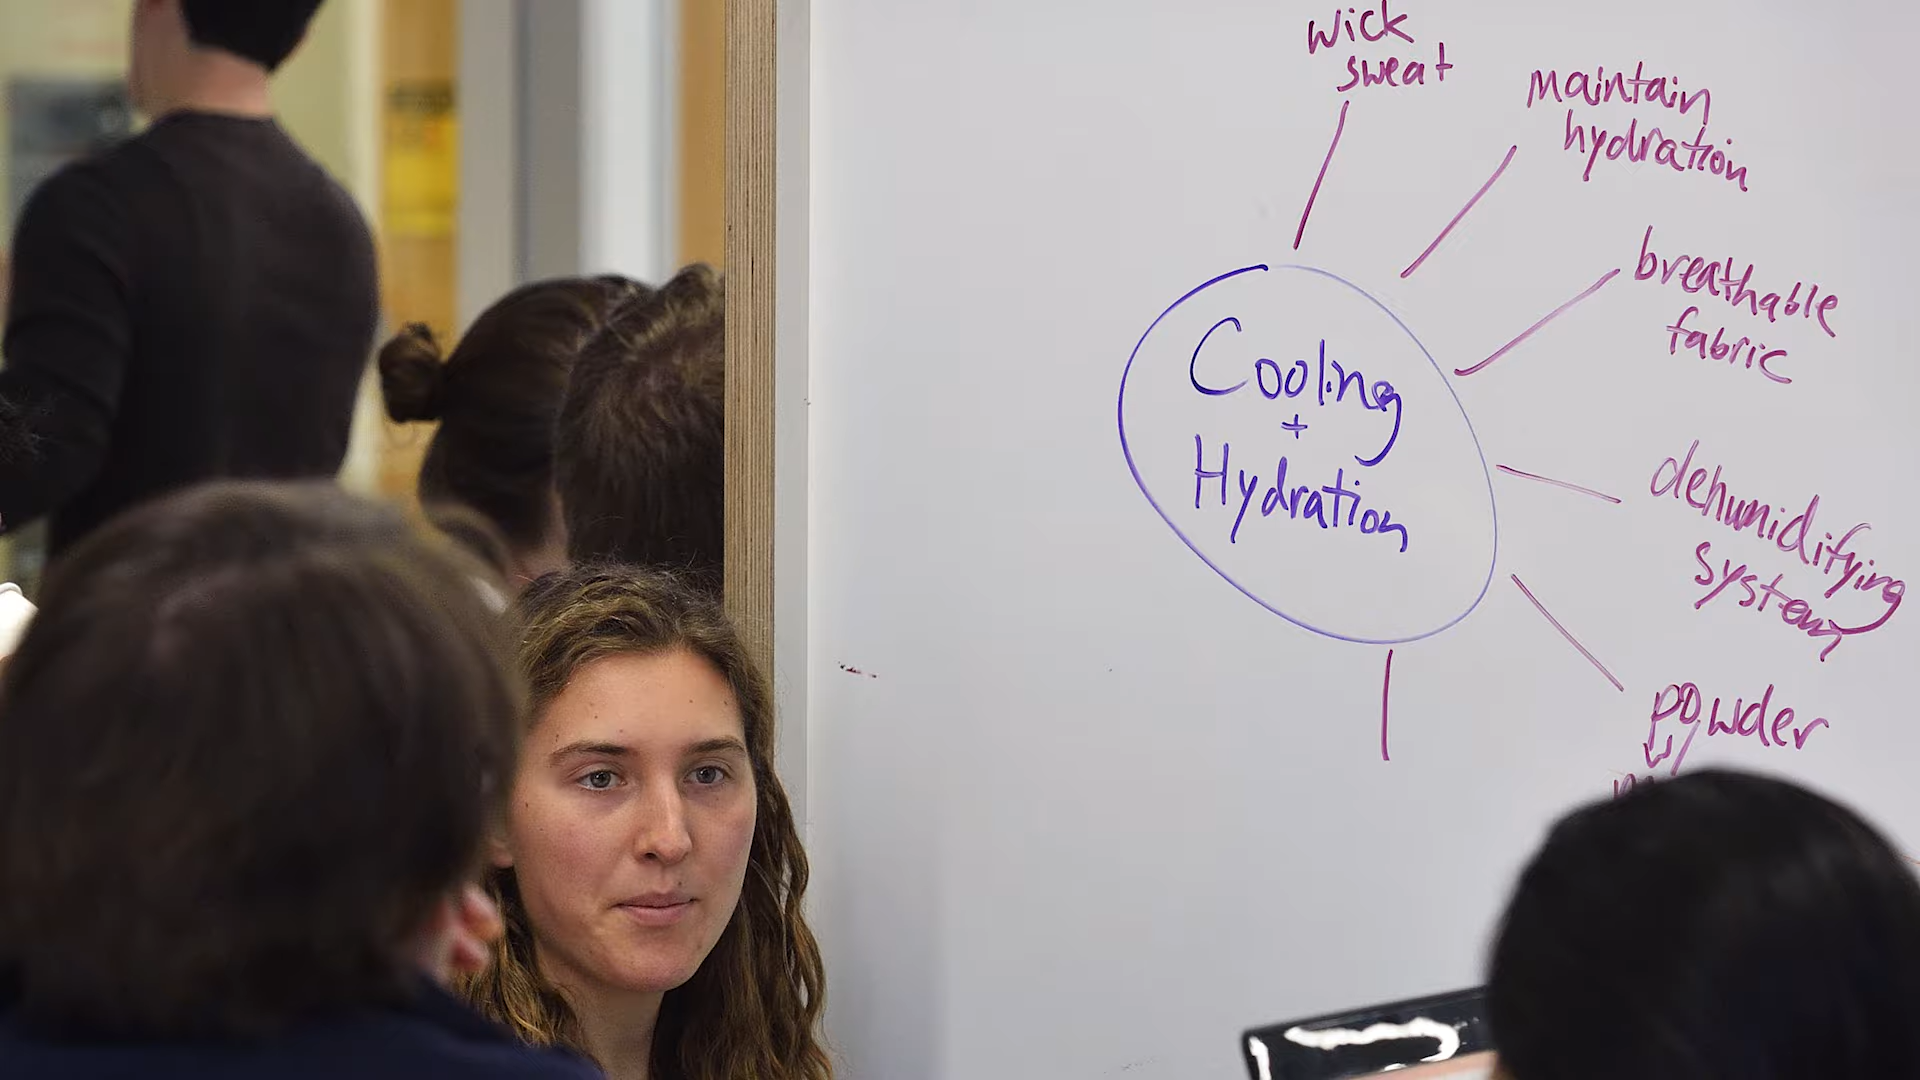 wick
sweat
maintain
hydration
breathable
fabric
Cooling
+
Hydration
dehumidifying
system
powder